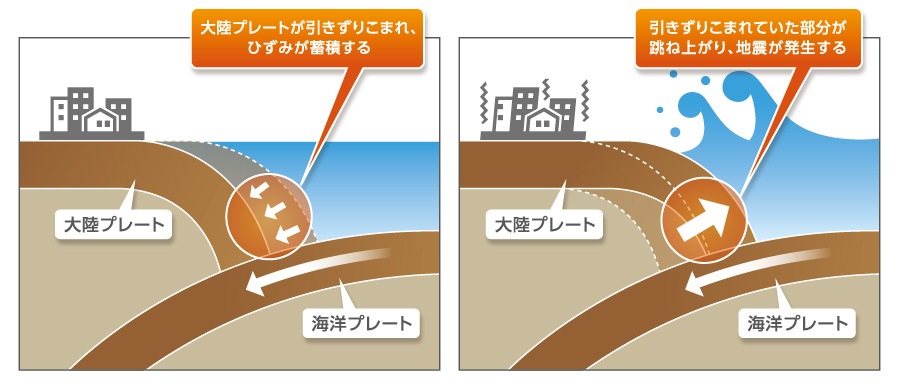 大陸プレートが引きずりこまれ、
ひずみが蓄積する
大陸プレート
海洋プレート
引きずりこまれていた部分が
跳ね上がり、地震が発生する
大陸プレート
海洋プレート